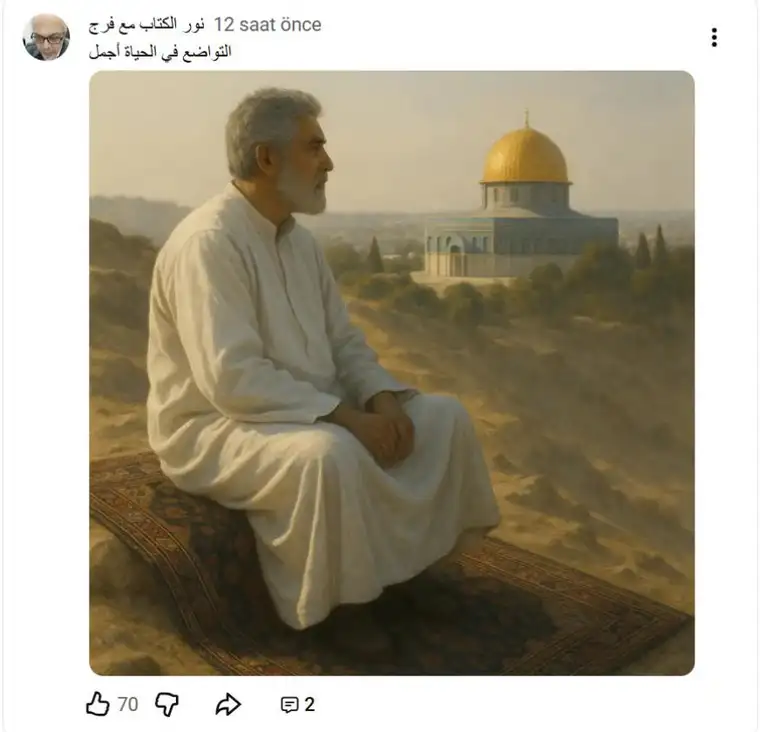 نور الكتاب مع فرج 12 saat önce
التواضع في الحياة أجمل
70
2